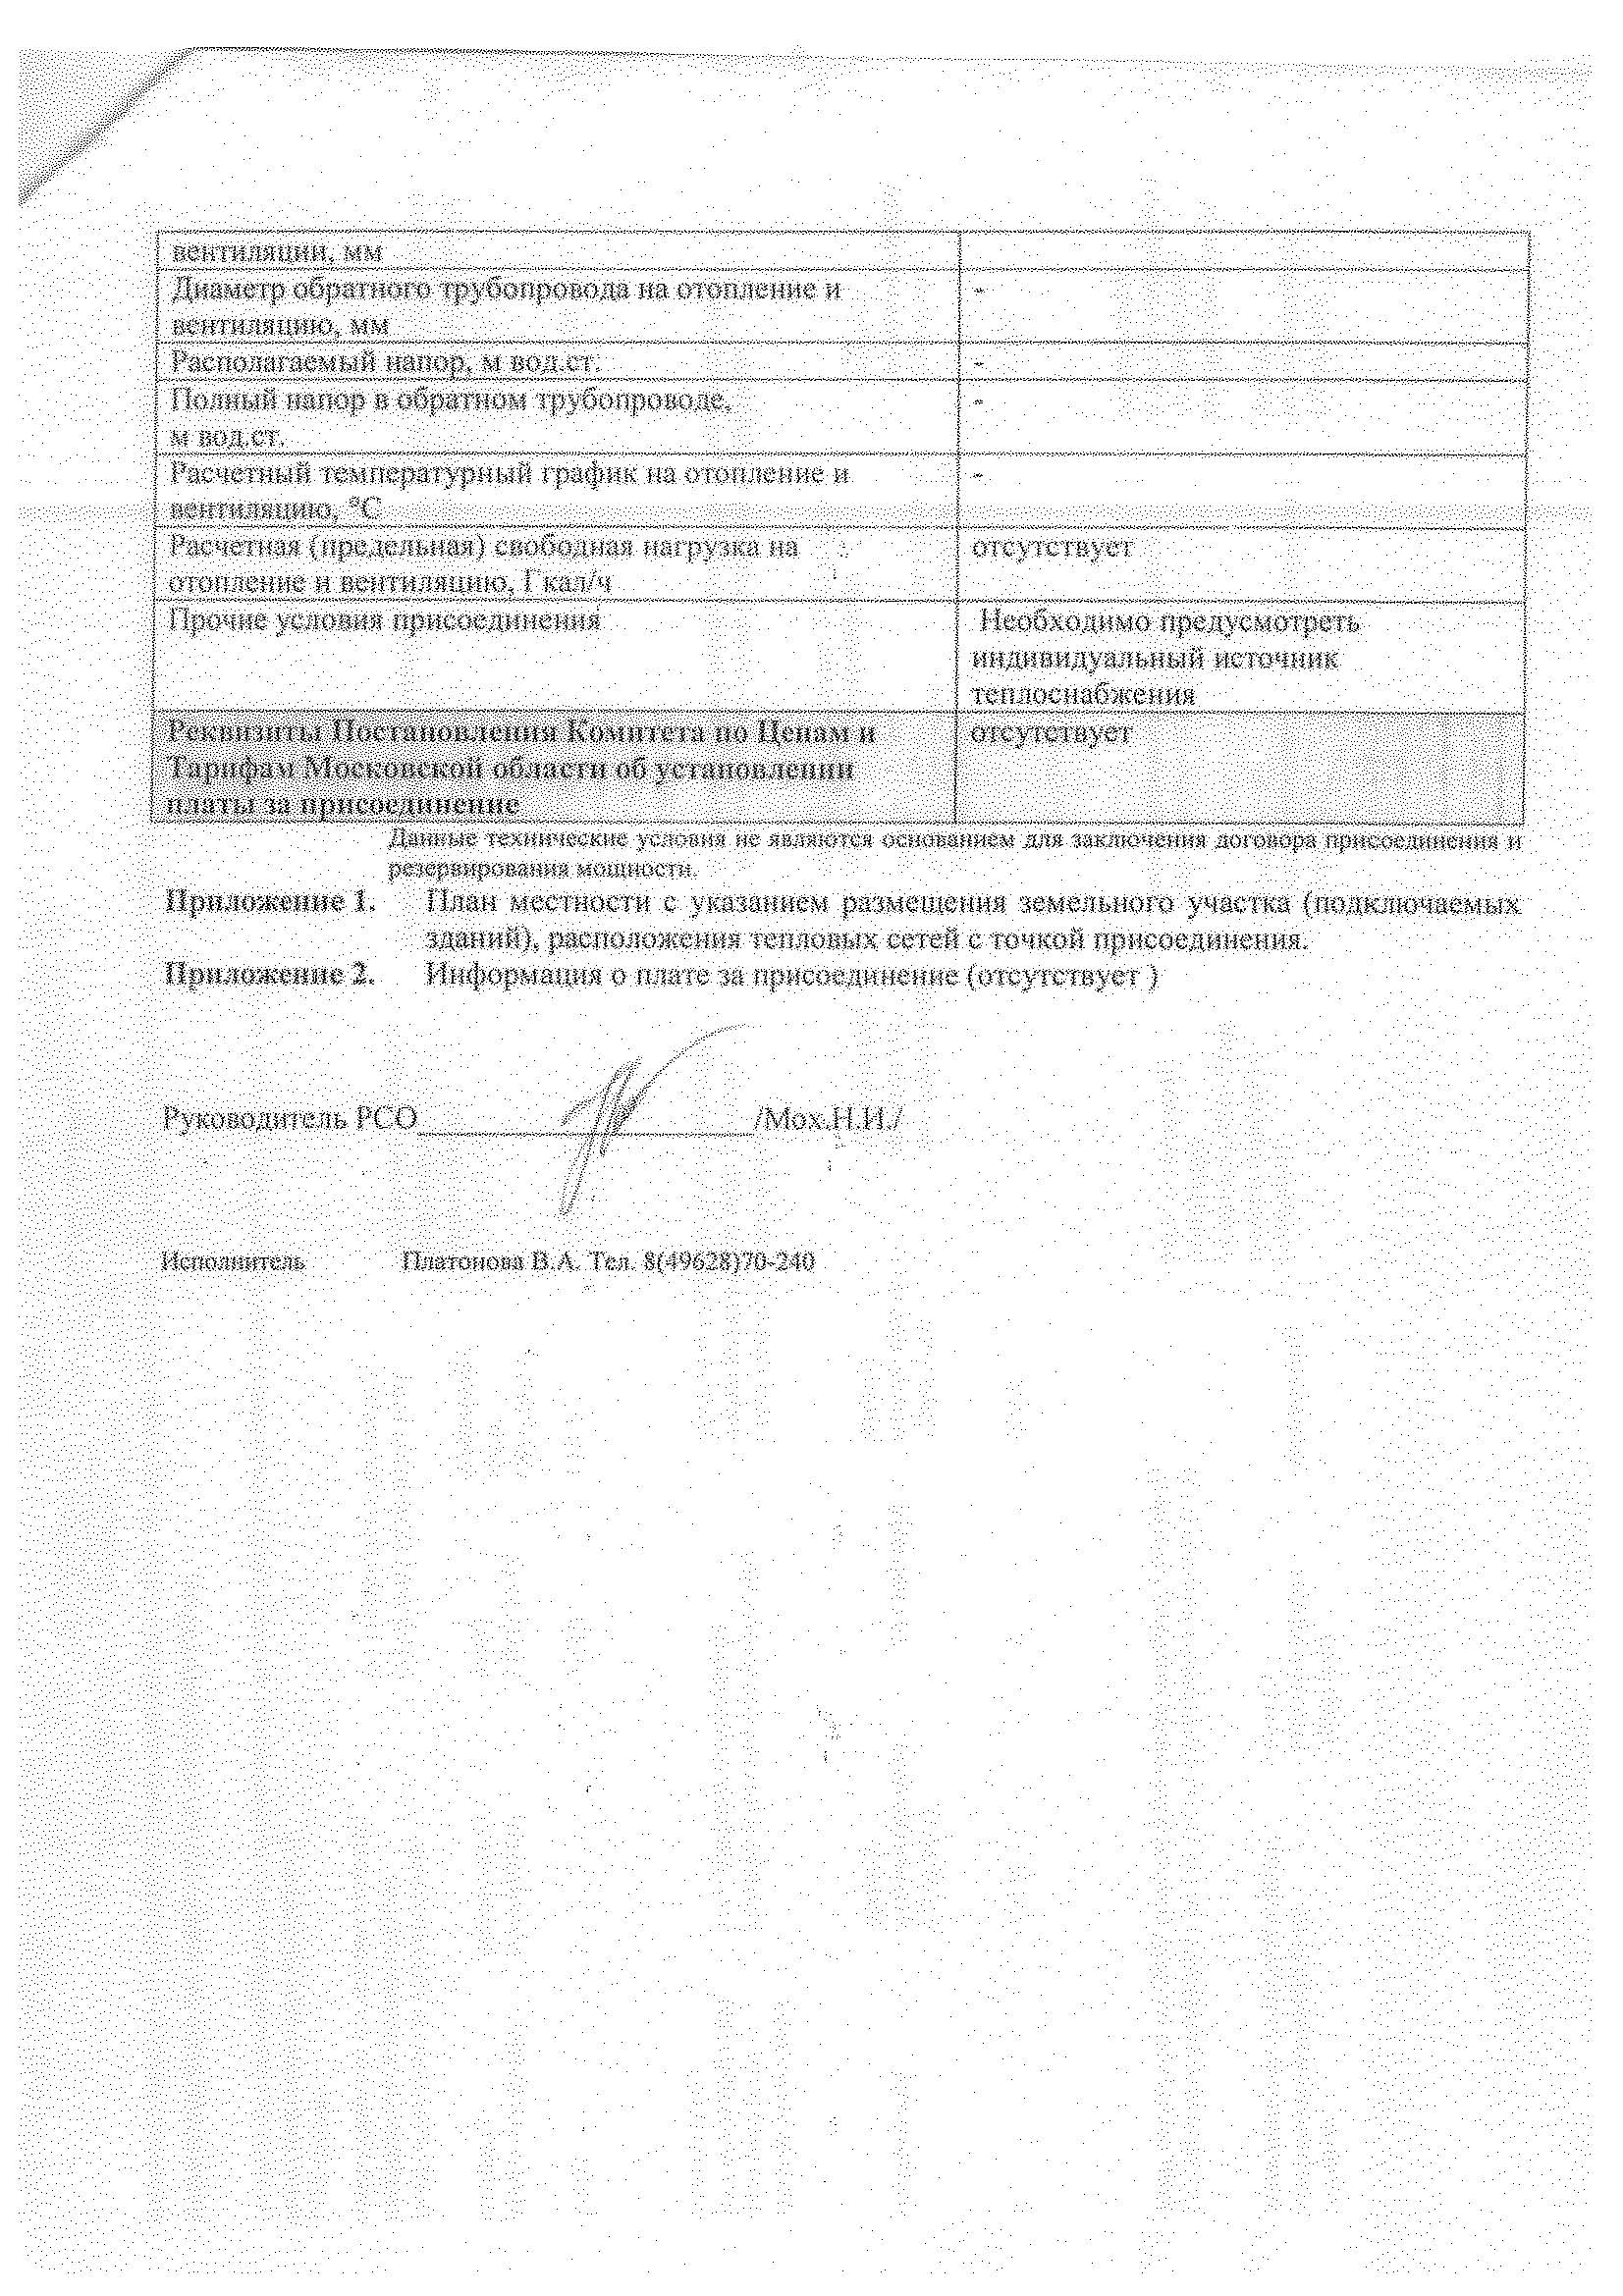 вентиляции, мм
Диаметр обратного трубопровода на отопление и -
вентиляцию, мм
Располагаемый напор, м вод.ст. -
Полный напор в обратном трубопроводе, -
м вод.ст.
Расчетный температурный график на отопление и -
вентиляцию, °С
Расчетная (предельная) свободная нагрузка на отсутствует
отопление и вентиляцию, Гкал/ч
Прочие условия присоединения Необходимо предусмотреть
индивидуальный источник
теплоснабжения
Реквизиты Постановления Комитета по Ценам и отсутствует
Тарифам Московской области об установлении
платы за присоединение
Данные технические условия не являются основанием для заключения договора присоединения и
резервирования мощности.
Приложение 1. План местности с указанием размещения земельного участка (подключаемых
зданий), расположения тепловых сетей с точкой присоединения.
Приложение 2. Информация о плате за присоединение (отсутствует )
Руководитель РСО /Мох.Н.И./
Исполнитель Платонова В.А. Тел. 8(49628)70-240